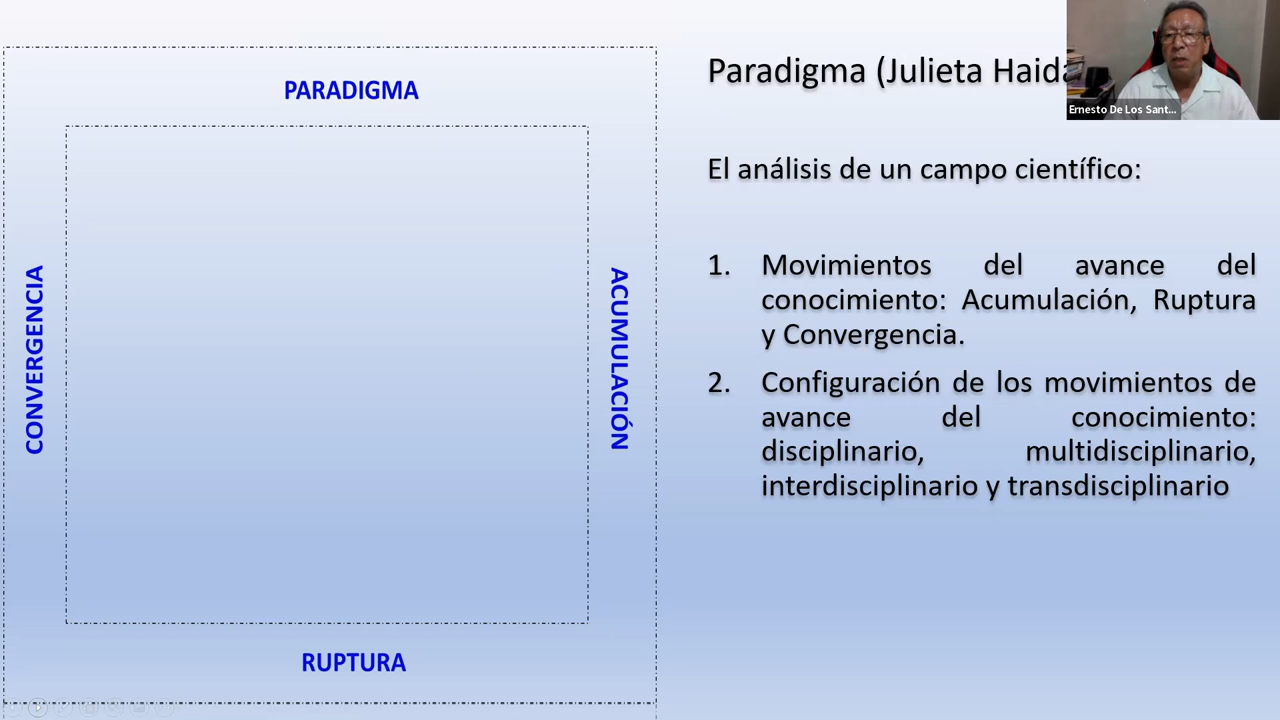 PARADIGMA
CONVERGENCIA
ACUMULACIÓN
RUPTURA
Paradigma (Julieta
El análisis de un campo científico:
1. Movimientos del avance del
conocimiento: Acumulación, Ruptura
y Convergencia.
2. Configuración de los movimientos de
avance del conocimiento:
disciplinario, multidisciplinario,
interdisciplinario y transdisciplinario
Ernesto De Los Sant...